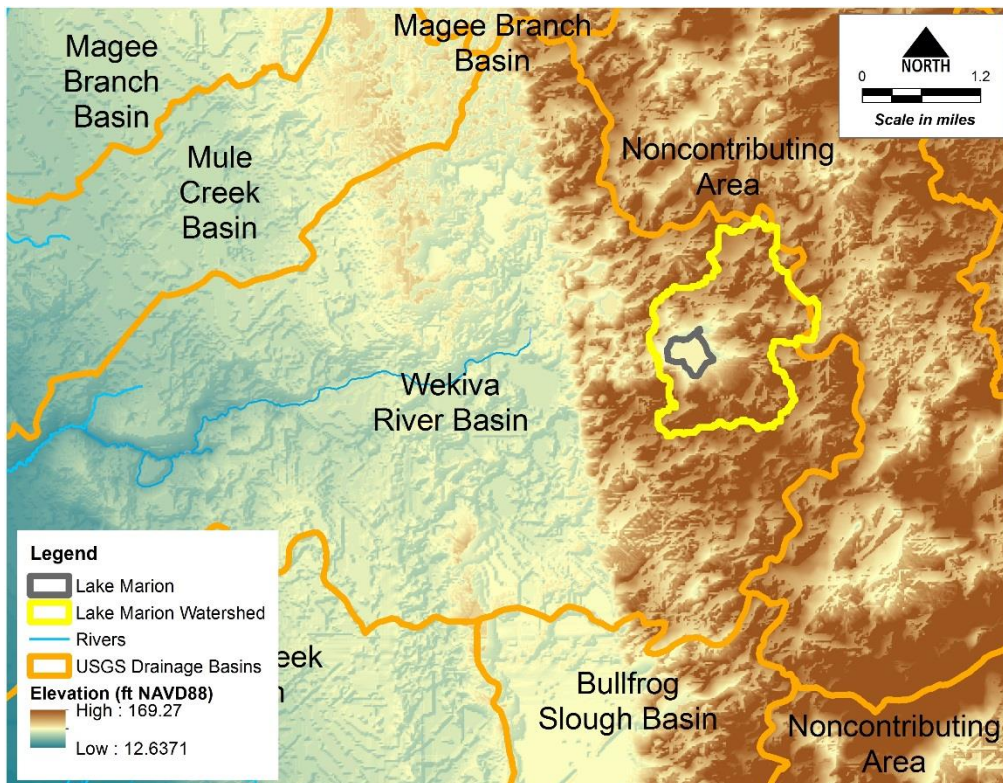 Magee
Branch
Basin
Magee Branch
Basin
NORTH
0 1.2
Scale in miles
Mule
Creek
Basin
Noncontributing
Area
Wekiva
River Basin
Legend
Lake Marion
Lake Marion Watershed
Rivers
USGS Drainage Basins
Elevation (ft NAVD88)
High : 169.27
Low : 12.6371
eek
Bullfrog
Slough Basin
Noncontributing
Area